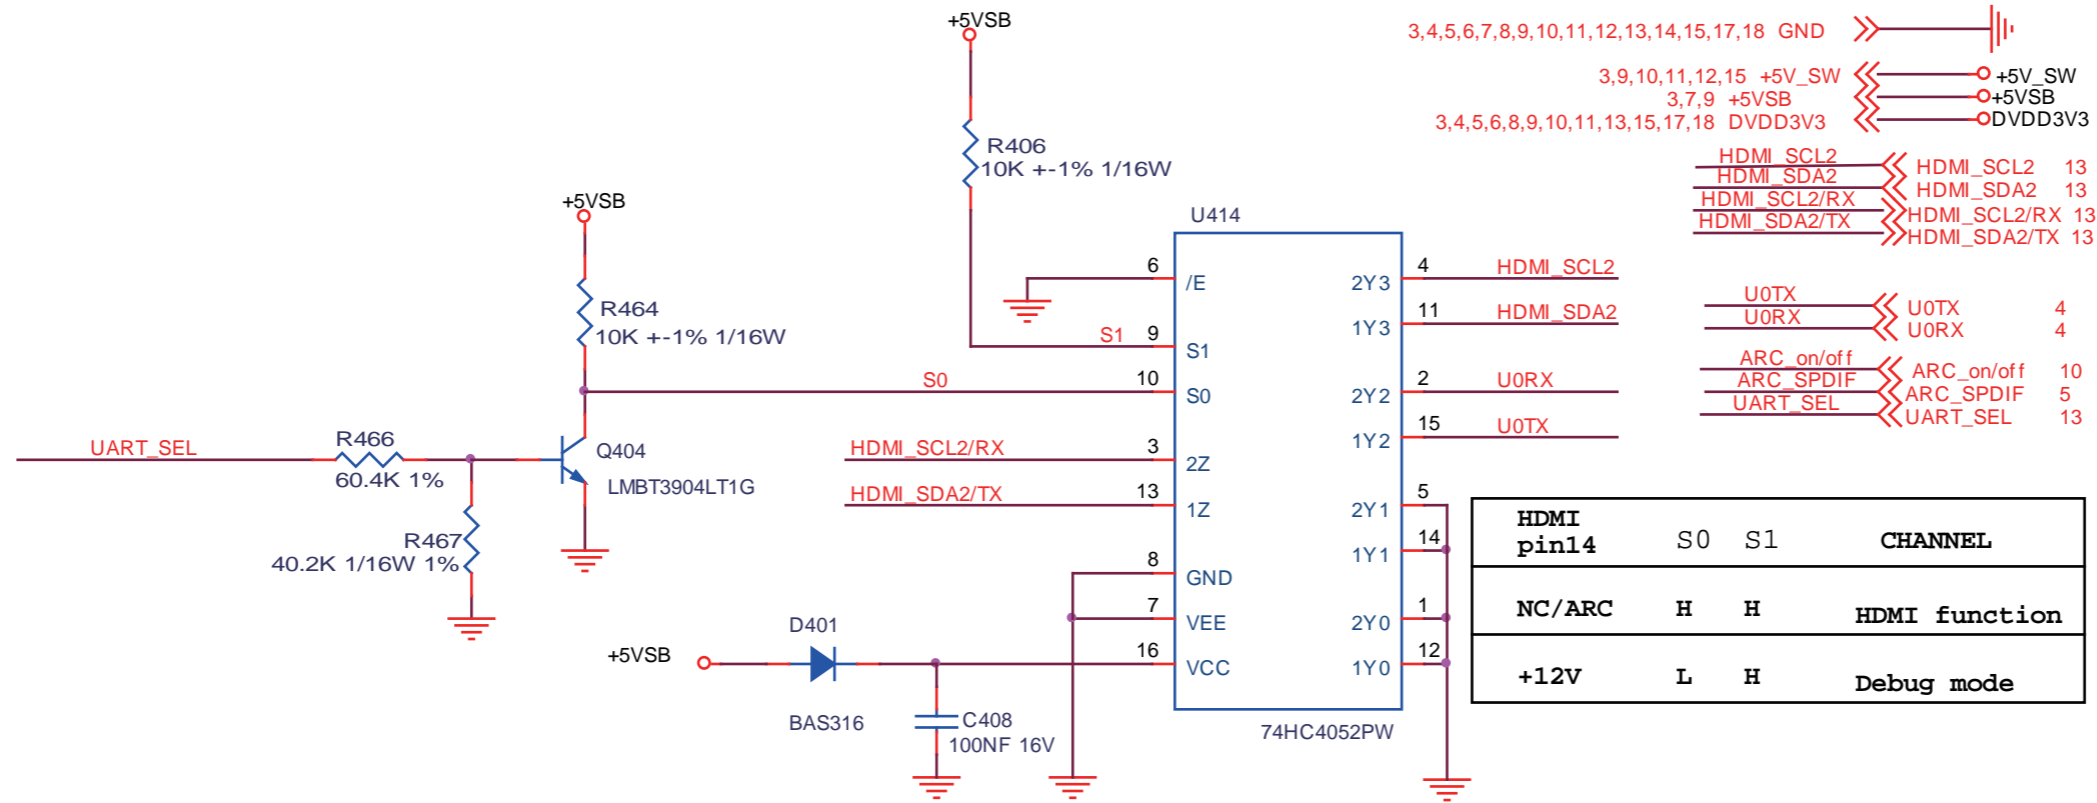 +5VSB
R406
10K +-1% 1/16W
+5VSB
R464
10K +-1% 1/16W
UART_SEL
R466
60.4K 1%
R467
40.2K 1/16W 1%
Q404
LMBT3904LT1G
S1
S0
HDMI_SCL2/RX
HDMI_SDA2/TX
+5VSB
D401
BAS316
C408
100NF 16V
U414
6 /E
9 S1
10 S0
3 2Z
13 1Z
8 GND
7 VEE
16 VCC
2Y3 4 HDMI_SCL2
1Y3 11 HDMI_SDA2
2Y2 2 U0RX
1Y2 15 U0TX
2Y1 5
1Y1 14
2Y0 1
1Y0 12
74HC4052PW
3,4,5,6,7,8,9,10,11,12,13,14,15,17,18 GND
3,9,10,11,12,15 +5V_SW +5V_SW
3,7,9 +5VSB +5VSB
3,4,5,6,8,9,10,11,13,15,17,18 DVDD3V3 DVDD3V3
HDMI_SCL2 HDMI_SCL2 13
HDMI_SDA2 HDMI_SDA2 13
HDMI_SCL2/RX HDMI_SCL2/RX 13
HDMI_SDA2/TX HDMI_SDA2/TX 13
U0TX U0TX 4
U0RX U0RX 4
ARC_on/off ARC_on/off 10
ARC_SPDIF ARC_SPDIF 5
UART_SEL UART_SEL 13
HDMI
pin14 S0 S1 CHANNEL
NC/ARC H H HDMI function
+12V L H Debug mode